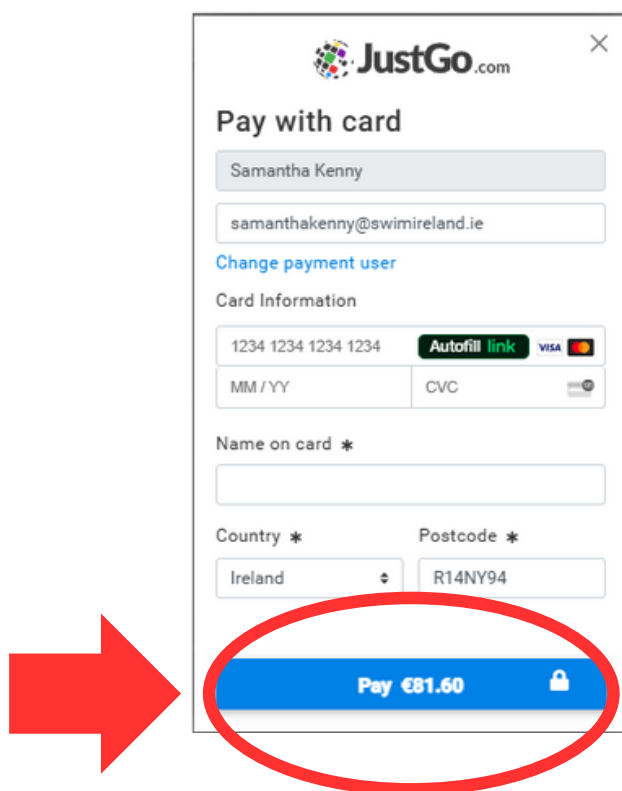 JustGo.com
Pay with card
Samantha Kenny
samanthakenny@swimireland.ie
Change payment user
Card Information
1234 1234 1234 1234 Autofill link VISA
MM / YY CVC
Name on card *
Country * Postcode *
Ireland R14NY94
Pay €81.60